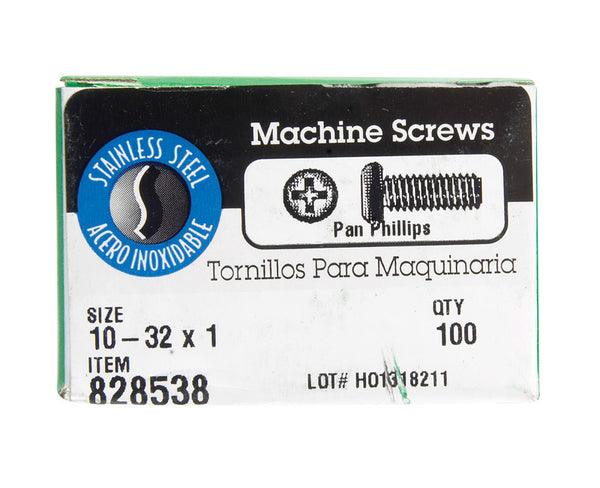 STAINLESS STEEL
ACERO INOXIDABLE
Machine Screws
Pan Phillips
Tornillos Para Maquinaria
SIZE
10-32 x 1
QTY
100
ITEM
828538
LOT# H01318211